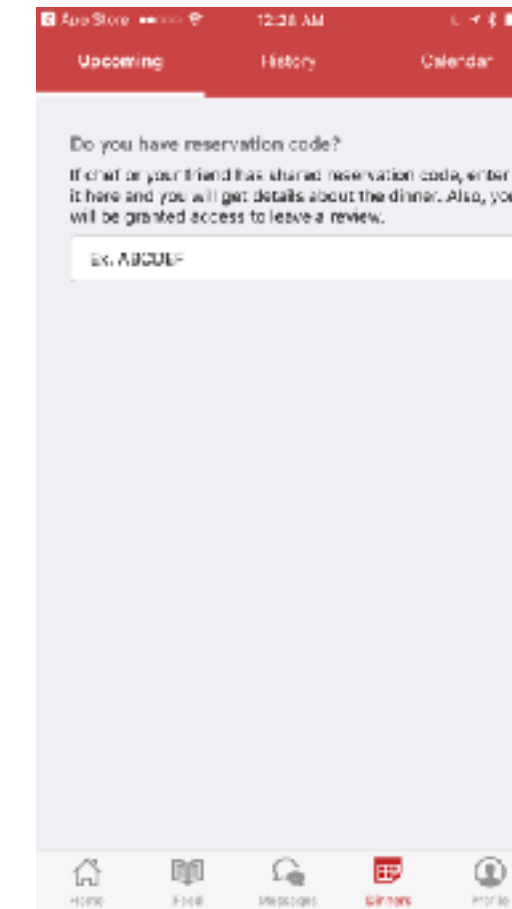 App Store 12:28 AM
Upcoming History Calendar
Do you have reservation code?
If chef or your friend has shared reservation code, enter
it here and you will get details about the dinner. Also, you
will be granted access to leave a review.
Ex. ABCDEF
Home Food Messages Dinners Profile